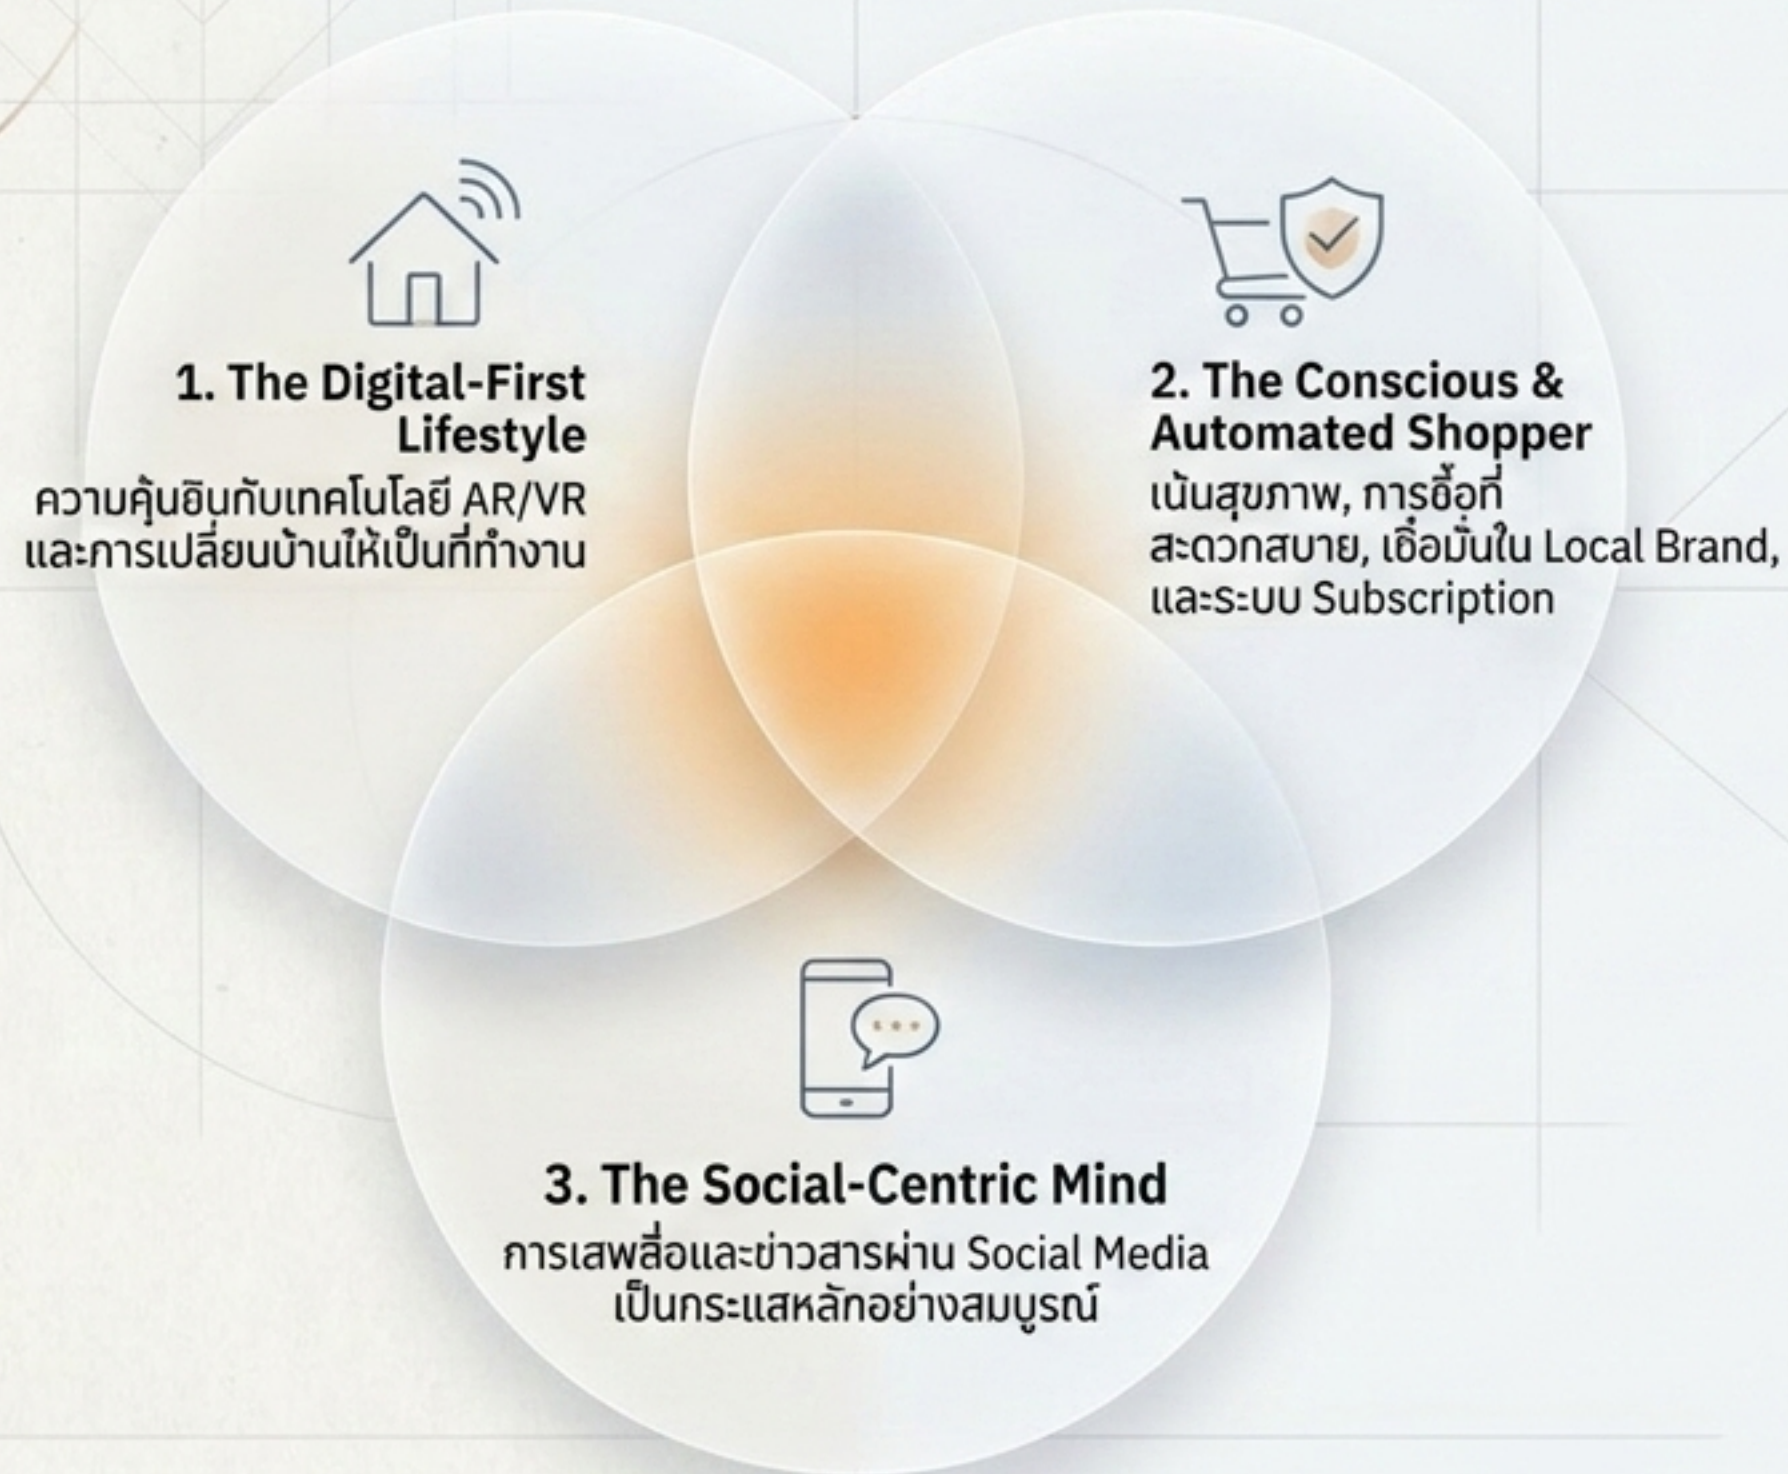 1. The Digital-First
Lifestyle
ความคุ้นชินกับเทคโนโลยี AR/VR
และการเปลี่ยนบ้านให้เป็นที่ทำงาน
2. The Conscious &
Automated Shopper
เน้นสุขภาพ, การซื้อที่
สะดวกสบาย, เชื่อมั่นใน Local Brand,
และระบบ Subscription
3. The Social-Centric Mind
การเสพสื่อและข่าวสารผ่าน Social Media
เป็นกระแสหลักอย่างสมบูรณ์